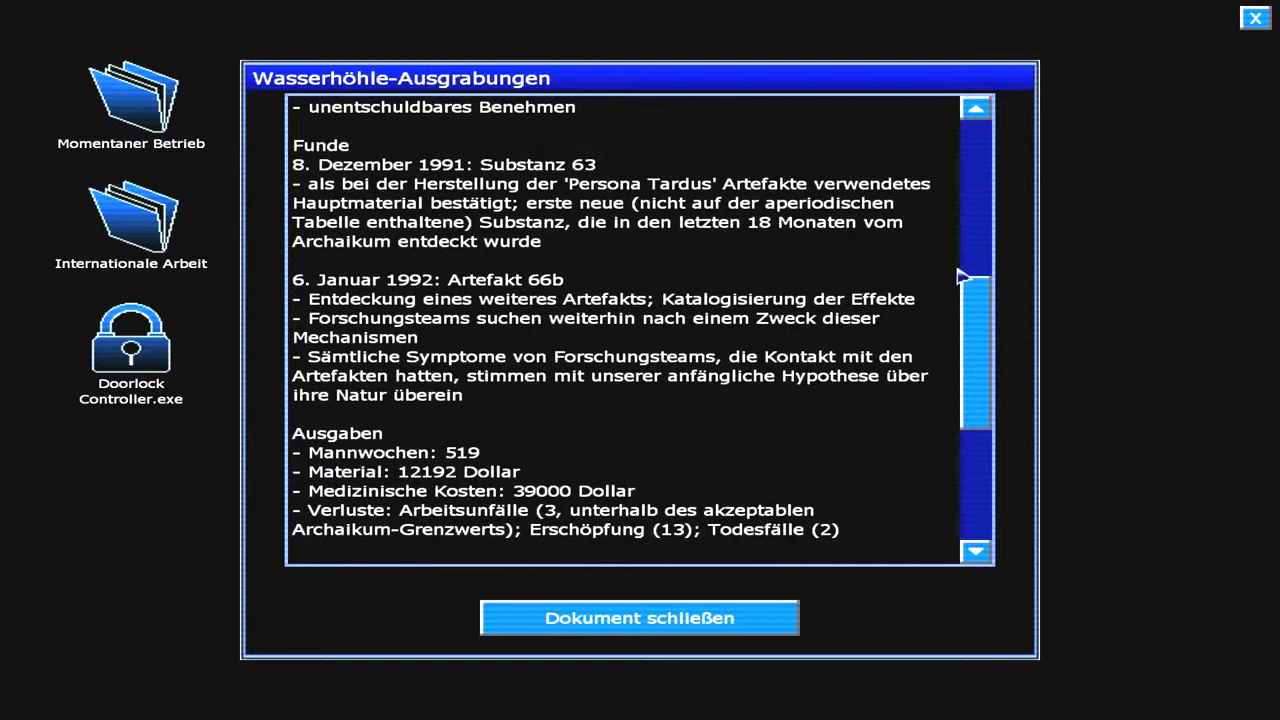 X
Momentaner Betrieb
Internationale Arbeit
Doorlock
Controller.exe
Wasserhöhle-Ausgrabungen
- unentschuldbares Benehmen
Funde
8. Dezember 1991: Substanz 63
- als bei der Herstellung der 'Persona Tardus' Artefakte verwendetes
Hauptmaterial bestätigt; erste neue (nicht auf der aperiodischen
Tabelle enthaltene) Substanz, die in den letzten 18 Monaten vom
Archaikum entdeckt wurde
6. Januar 1992: Artefakt 66b
- Entdeckung eines weiteres Artefakts; Katalogisierung der Effekte
- Forschungsteams suchen weiterhin nach einem Zweck dieser
Mechanismen
- Sämtliche Symptome von Forschungsteams, die Kontakt mit den
Artefakten hatten, stimmen mit unserer anfängliche Hypothese über
ihre Natur überein
Ausgaben
- Mannwochen: 519
- Material: 12192 Dollar
- Medizinische Kosten: 39000 Dollar
- Verluste: Arbeitsunfälle (3, unterhalb des akzeptablen
Archaikum-Grenzwerts); Erschöpfung (13); Todesfälle (2)
Dokument schließen